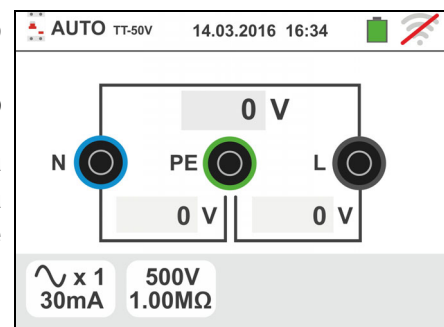 AUTO TT-50V 14.03.2016 16:34
0 V
N PE L
0 V 0 V
x 1 500V
30mA 1.00MΩ